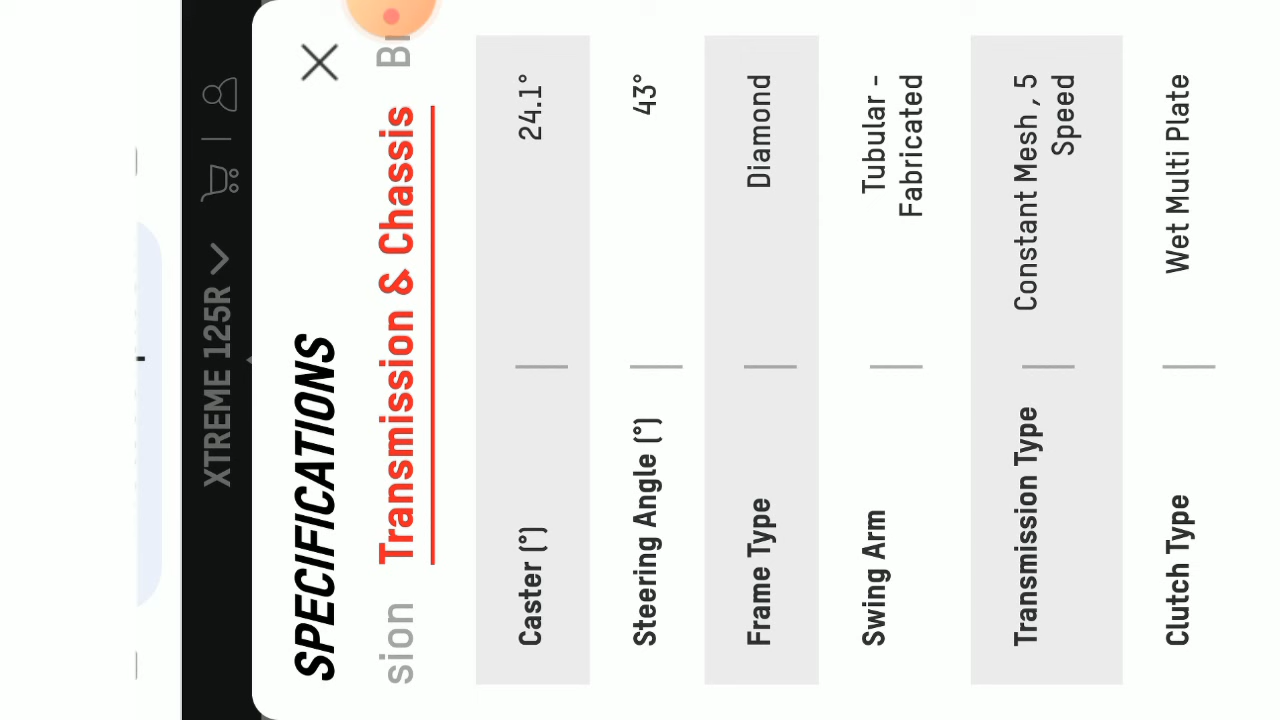 XTREME 125R
SPECIFICATIONS
sion Transmission & Chassis
Caster (°) 24.1°
Steering Angle (°) 43°
Frame Type Diamond
Swing Arm Tubular -
Fabricated
Transmission Type Constant Mesh , 5
Speed
Clutch Type Wet Multi Plate